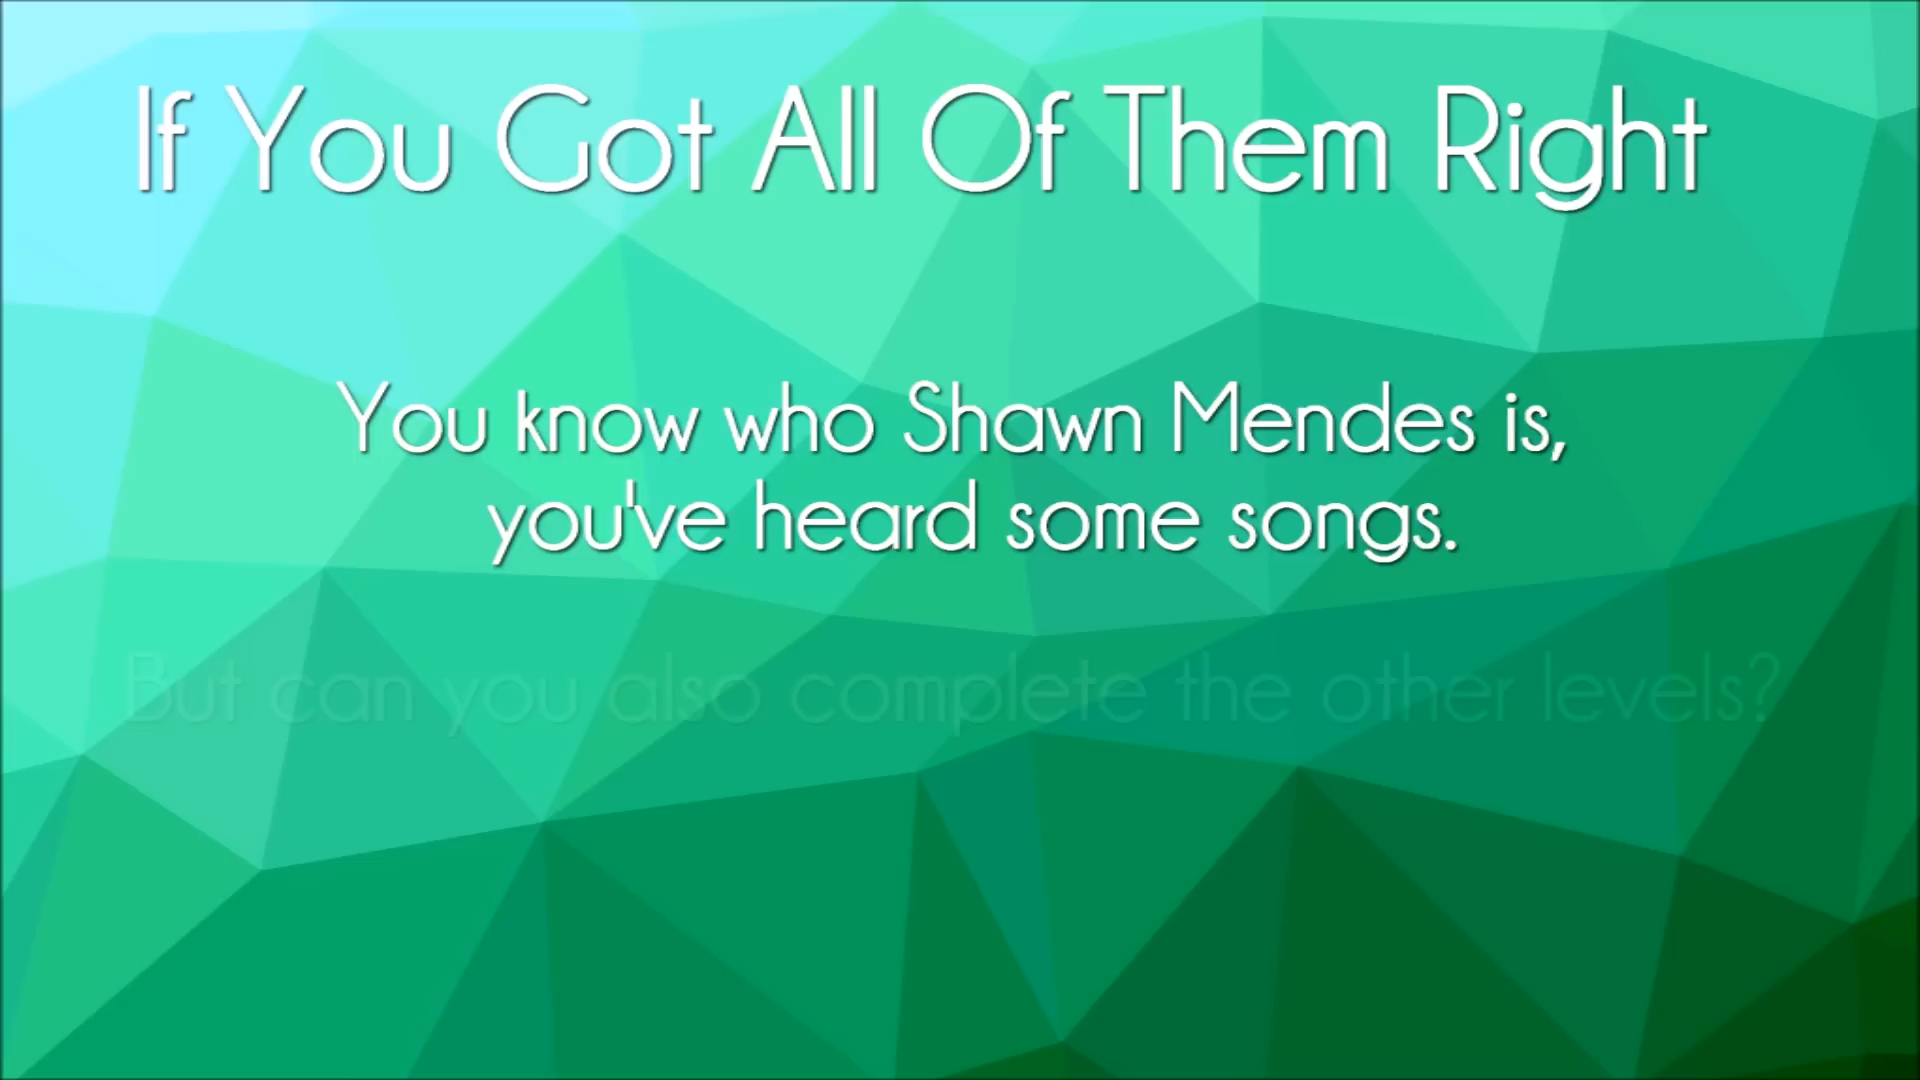 If You Got All Of Them Right
You know who Shawn Mendes is,
you've heard some songs.
But can you also complete the other levels?